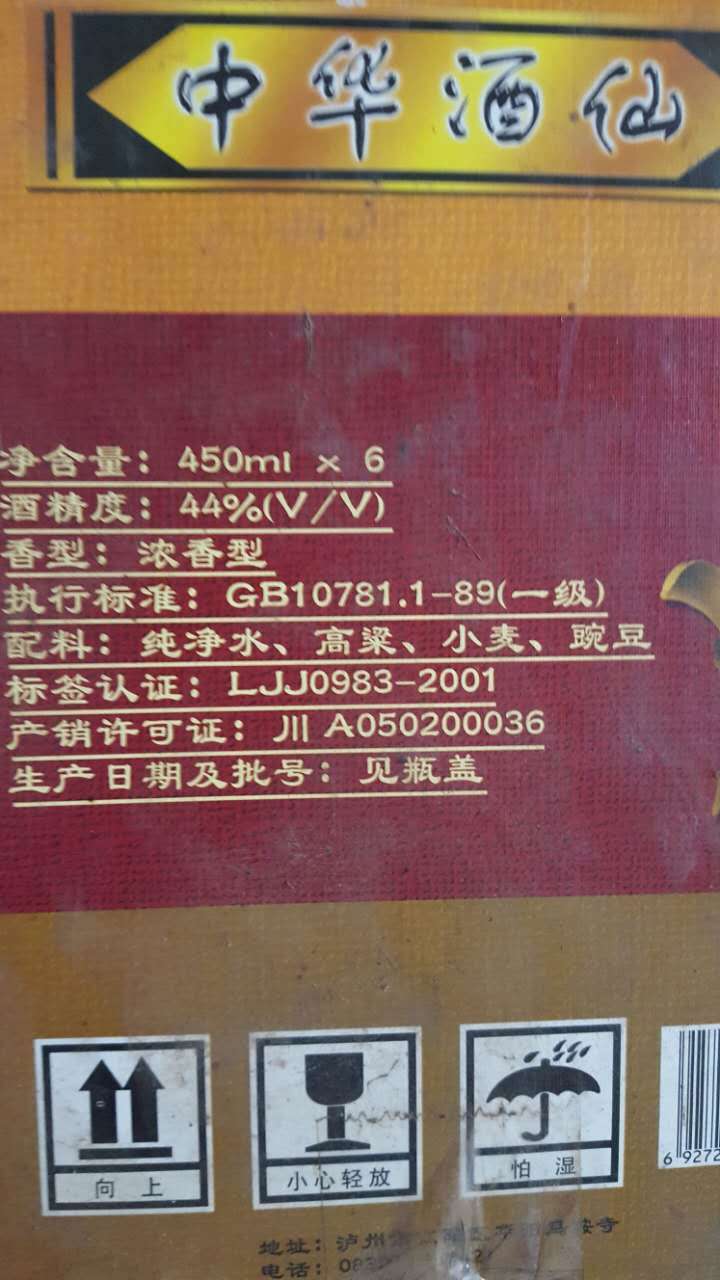 中华酒仙
净含量：450ml × 6
酒精度：44%(V/V)
香型：浓香型
执行标准：GB10781.1-89(一级)
配料：纯净水、高粱、小麦、豌豆
标签认证：LJJ0983-2001
产销许可证：川 A050200036
生产日期及批号：见瓶盖
向上
小心轻放
怕湿
6 9272
地址：泸州
电话：083